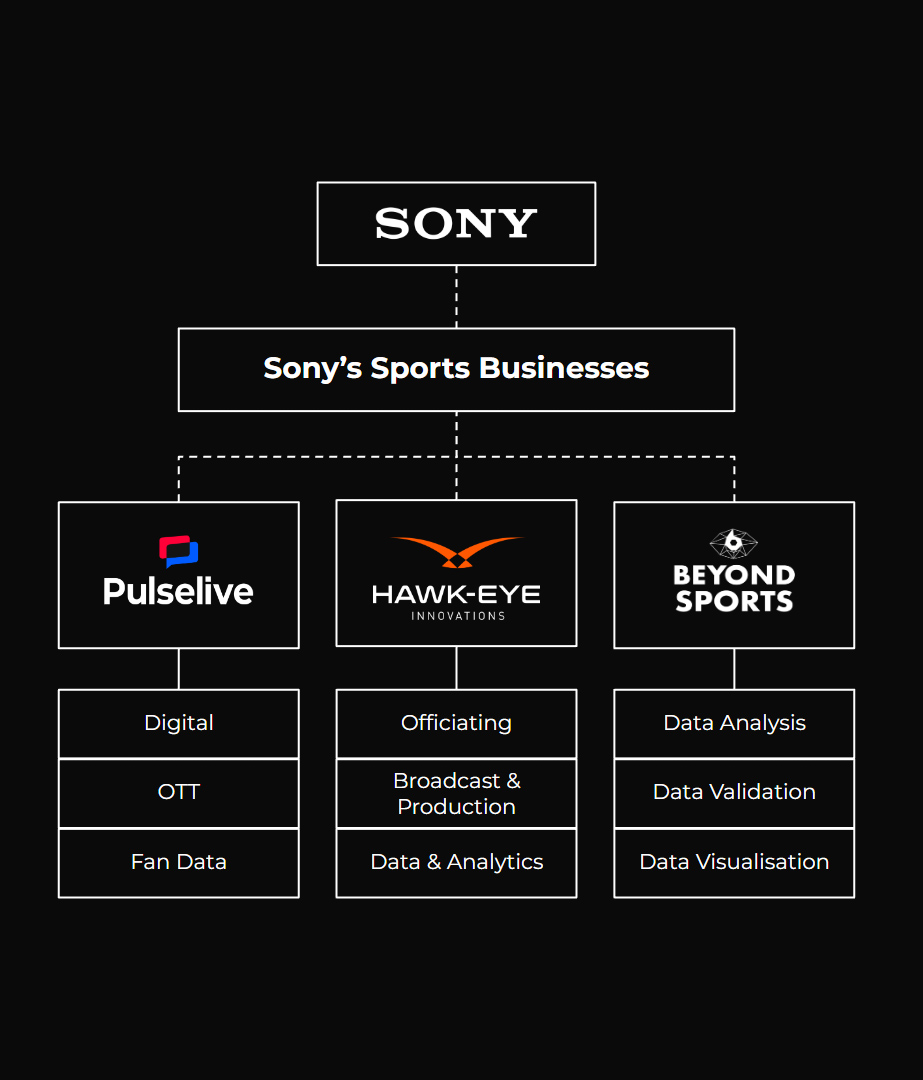 SONY
Sony’s Sports Businesses
Pulselive
HAWK-EYE
INNOVATIONS
BEYOND
SPORTS
Digital
OTT
Fan Data
Officiating
Broadcast &
Production
Data & Analytics
Data Analysis
Data Validation
Data Visualisation